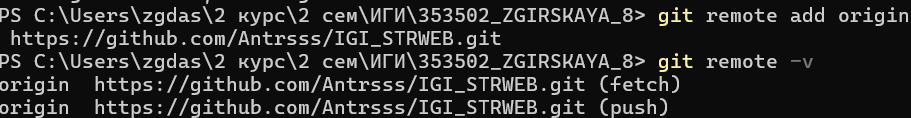 PS C:\Users\zgdas\2 курс\2 сем\ИГИ\353502_ZGIRSKAYA_8> git remote add origin
https://github.com/Antrsss/IGI_STRWEB.git
PS C:\Users\zgdas\2 курс\2 сем\ИГИ\353502_ZGIRSKAYA_8> git remote -v
origin  https://github.com/Antrsss/IGI_STRWEB.git (fetch)
origin  https://github.com/Antrsss/IGI_STRWEB.git (push)